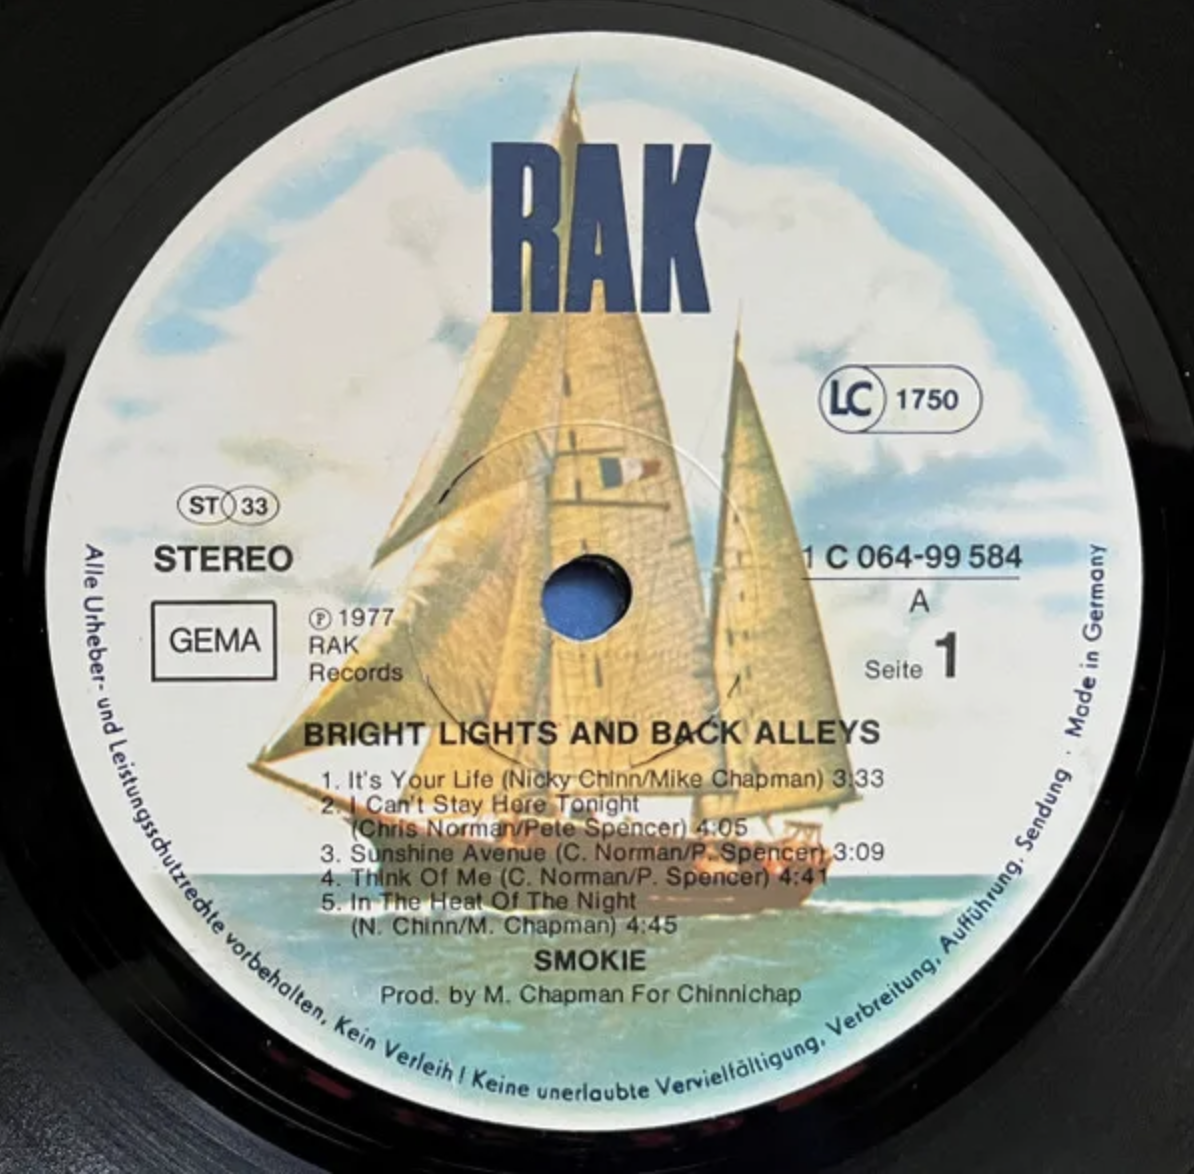 RAK
LC 1750
ST 33
STEREO
GEMA
℗ 1977
RAK
Records
1 C 064-99 584
A
Seite 1
BRIGHT LIGHTS AND BACK ALLEYS
1. It's Your Life (Nicky Chinn/Mike Chapman) 3:33
2. I Can't Stay Here Tonight
(Chris Norman/Pete Spencer) 4:05
3. Sunshine Avenue (C. Norman/P. Spencer) 3:09
4. Think Of Me (C. Norman/P. Spencer) 4:41
5. In The Heat Of The Night
(N. Chinn/M. Chapman) 4:45
SMOKIE
Prod. by M. Chapman For Chinnichap
Alle Urheber- und Leistungsschutzrechte vorbehalten, Kein Verleih! Keine unerlaubte Vervielfältigung, Verbreitung, Aufführung, Sendung · Made in Germany